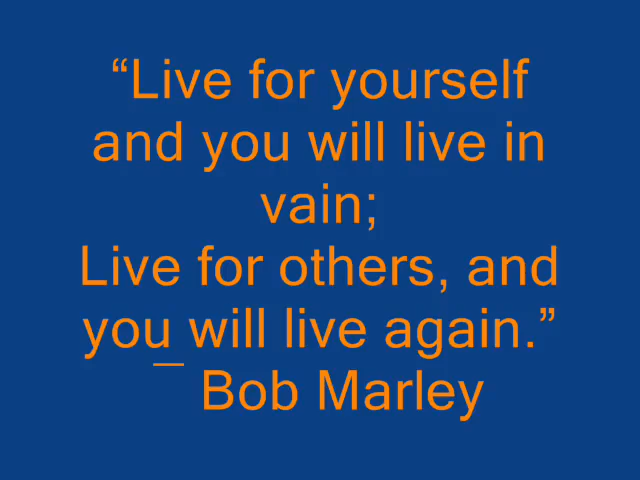 “Live for yourself
and you will live in
vain;
Live for others, and
you will live again.”
― Bob Marley